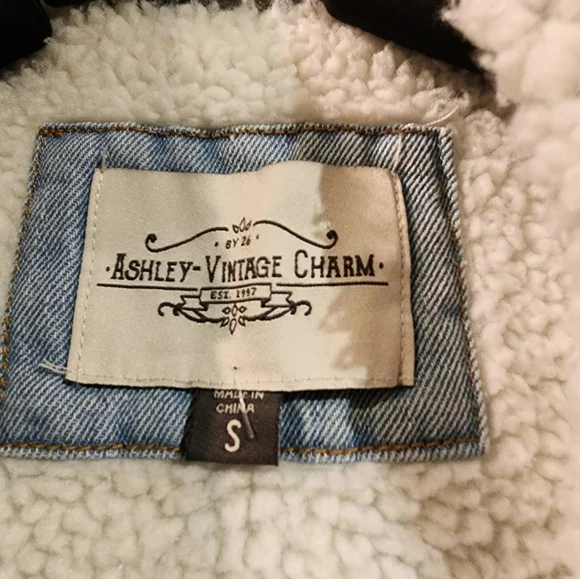 · BY 26 ·
· ASHLEY-VINTAGE CHARM ·
EST. 1997
MADE IN
CHINA
S